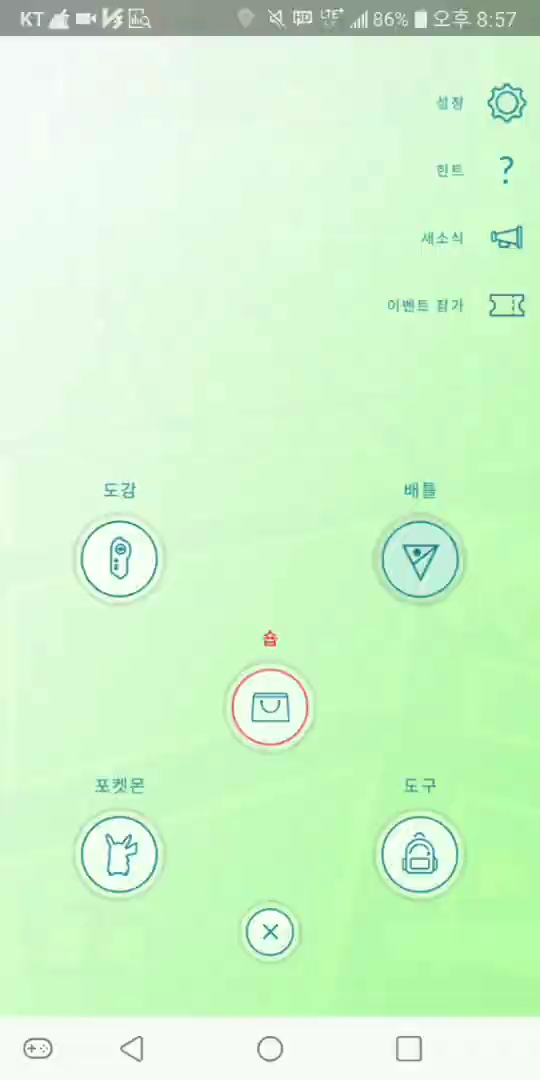 KT LTE+ 86% 오후 8:57
설정
힌트
?
새소식
이벤트 참가
도감
배틀
숍
포켓몬
도구